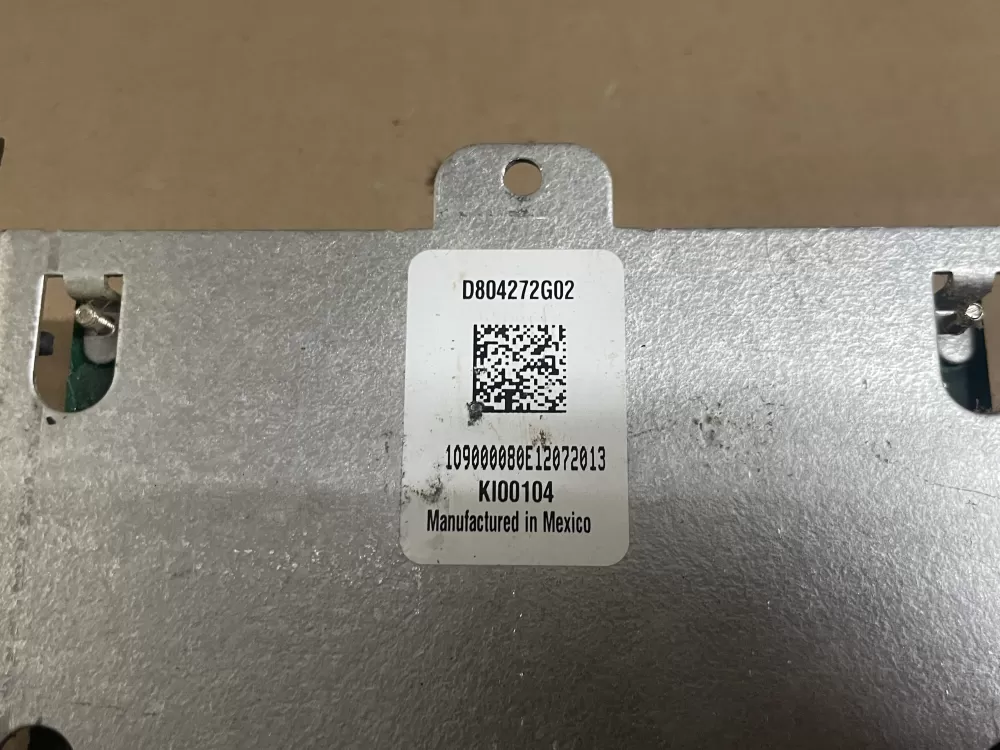 D804272G02
109000080E12072013
KI00104
Manufactured in Mexico